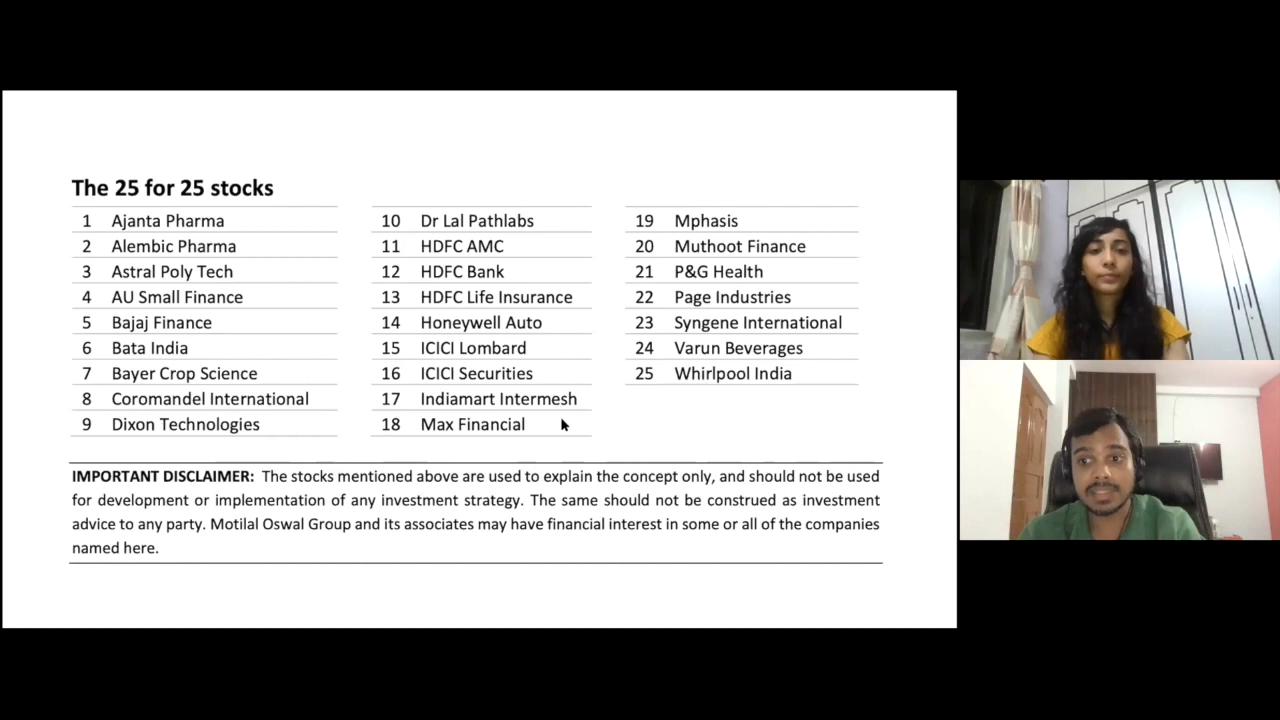 The 25 for 25 stocks
1 Ajanta Pharma
2 Alembic Pharma
3 Astral Poly Tech
4 AU Small Finance
5 Bajaj Finance
6 Bata India
7 Bayer Crop Science
8 Coromandel International
9 Dixon Technologies
10 Dr Lal Pathlabs
11 HDFC AMC
12 HDFC Bank
13 HDFC Life Insurance
14 Honeywell Auto
15 ICICI Lombard
16 ICICI Securities
17 Indiamart Intermesh
18 Max Financial
19 Mphasis
20 Muthoot Finance
21 P&G Health
22 Page Industries
23 Syngene International
24 Varun Beverages
25 Whirlpool India
IMPORTANT DISCLAIMER: The stocks mentioned above are used to explain the concept only, and should not be used
for development or implementation of any investment strategy. The same should not be construed as investment
advice to any party. Motilal Oswal Group and its associates may have financial interest in some or all of the companies
named here.